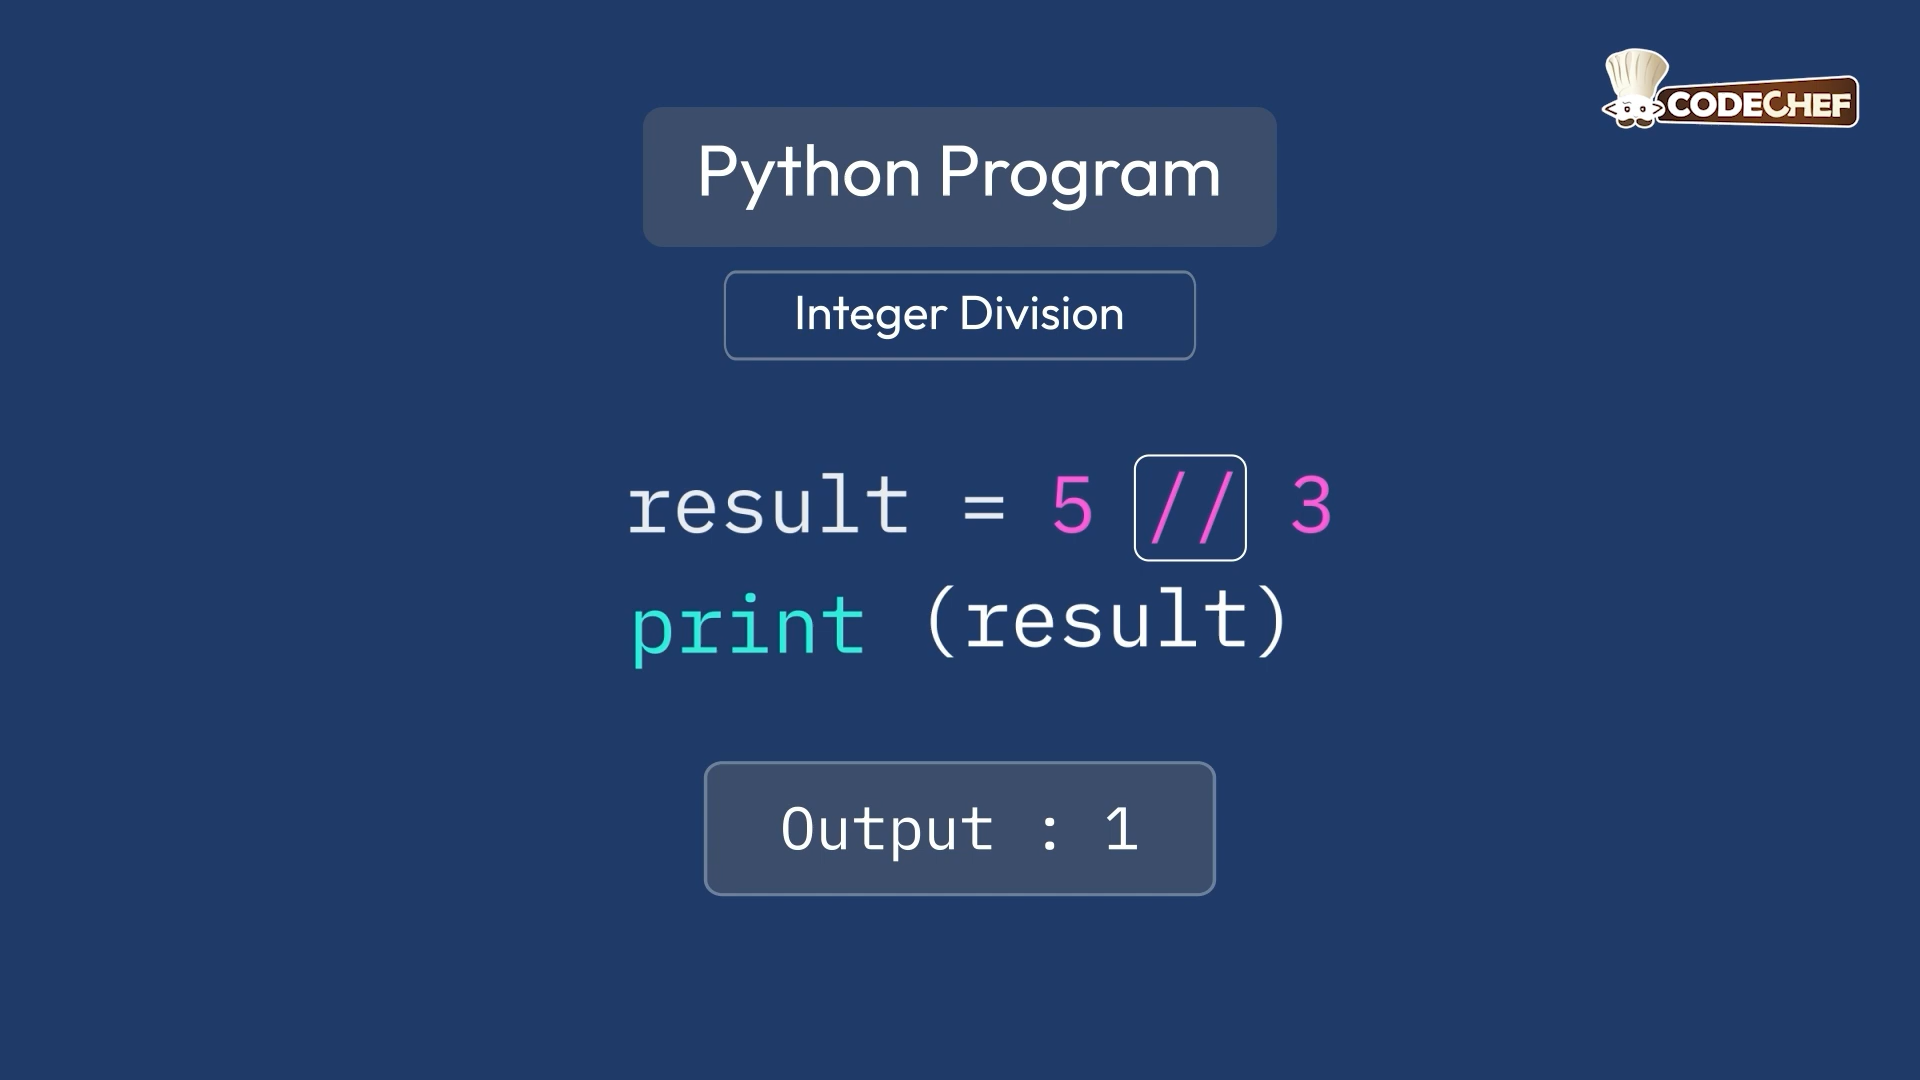 CODECHEF
Python Program
Integer Division
result = 5 // 3
print (result)
Output : 1